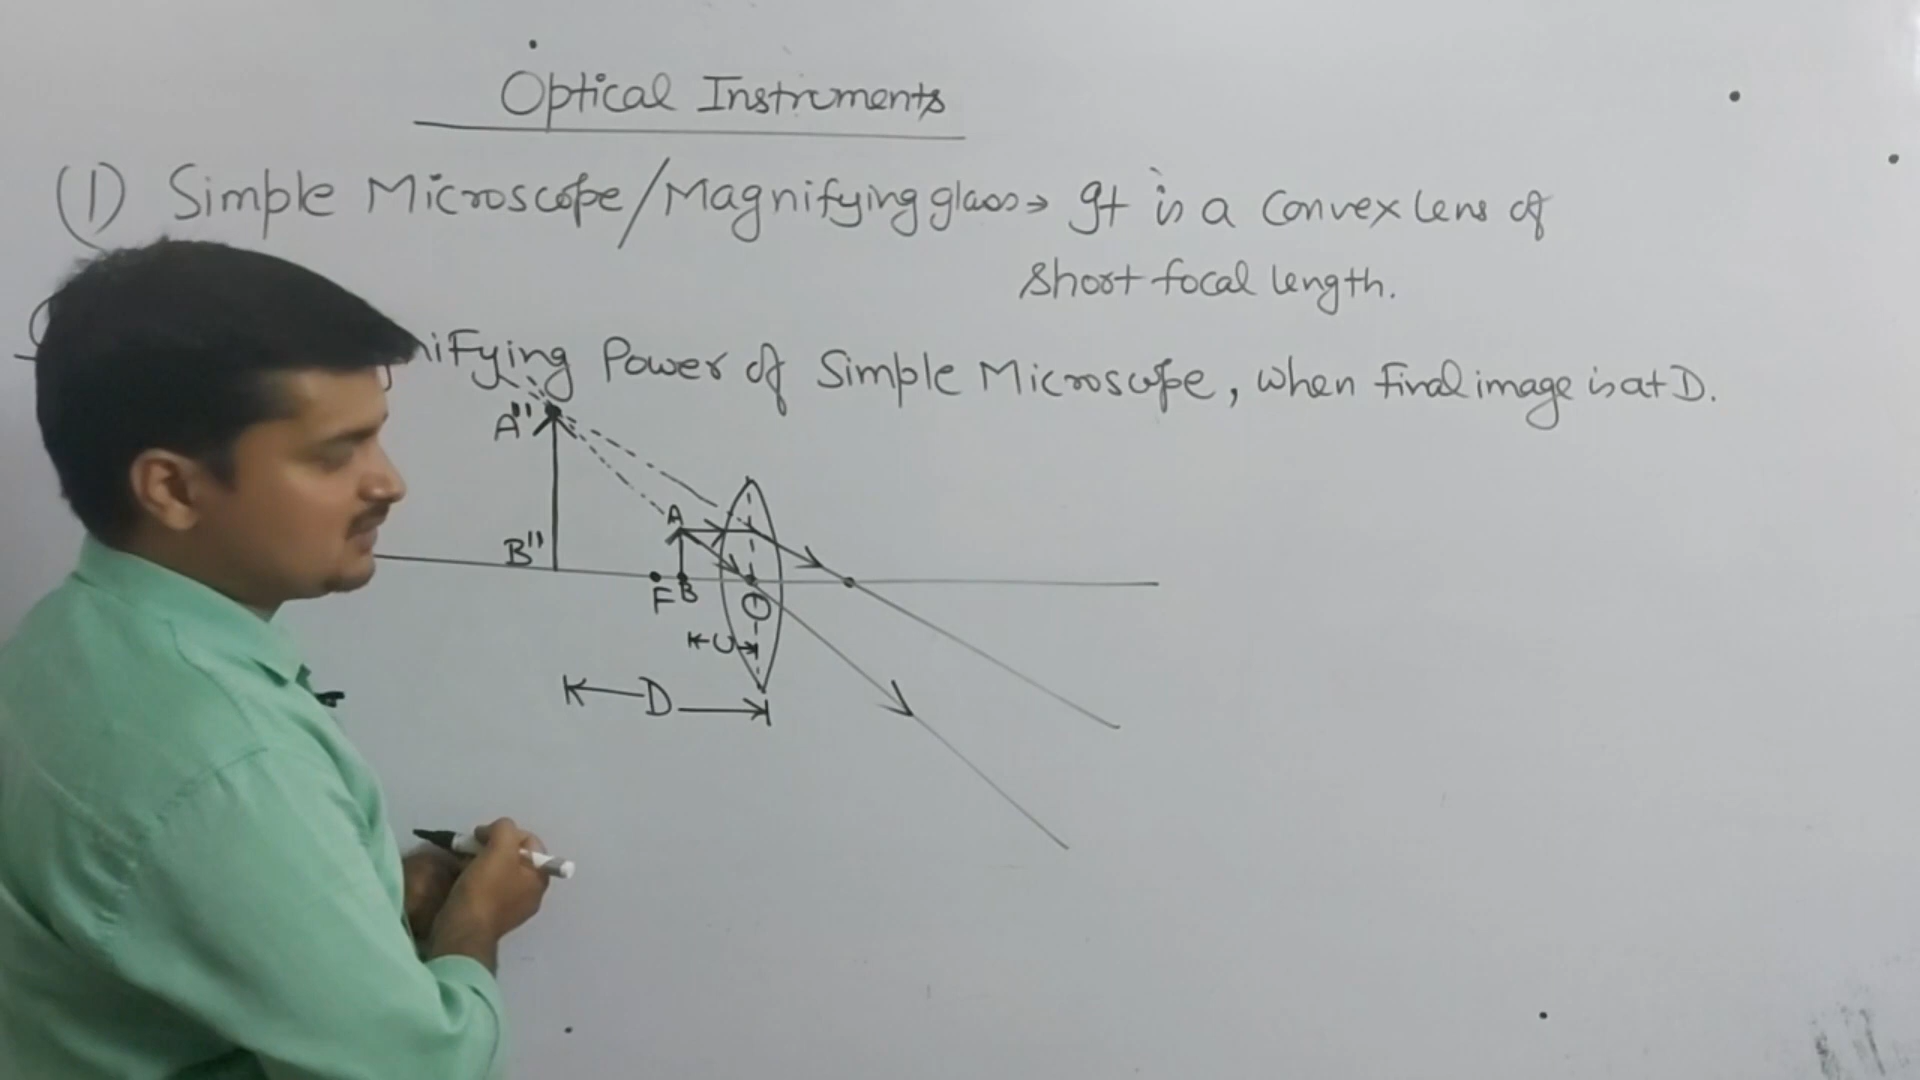 Optical Instruments
(1) Simple Microscope/Magnifying glass → It is a Convex lens of
short focal length.
nifying Power of Simple Microscope, when Final image is at D.
A"
B"
A
F B
O
U
D